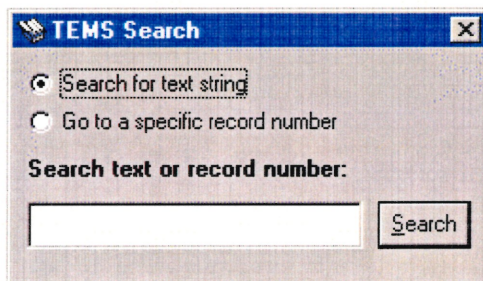 TEMS Search
Search for text string
Go to a specific record number
Search text or record number:
Search